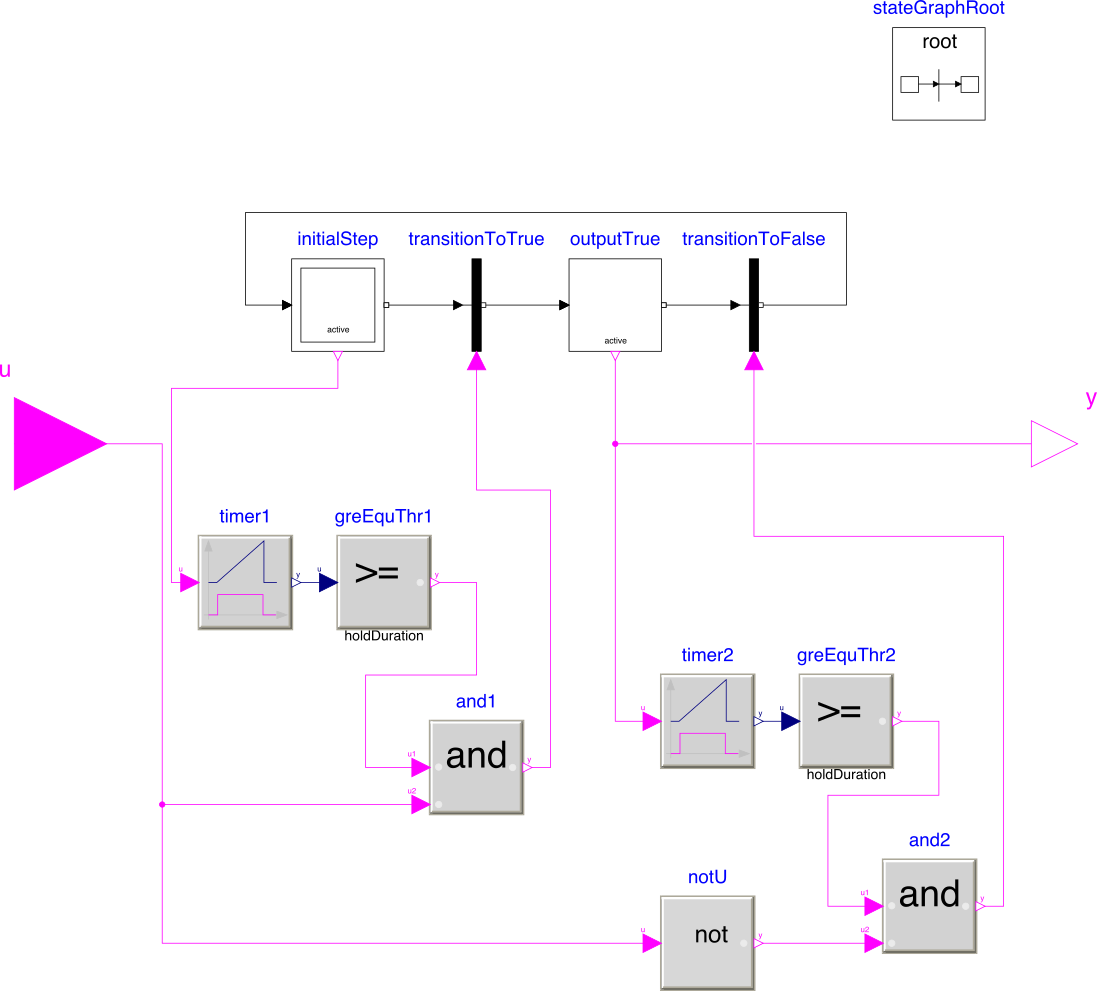 stateGraphRoot
root
initialStep
transitionToTrue
outputTrue
transitionToFalse
active
active
u
y
timer1
greEquThr1
u
y
u
>=
y
holdDuration
timer2
greEquThr2
u
y
u
>=
y
holdDuration
and1
u1
and
y
u2
and2
u1
and
y
u2
notU
u
not
y